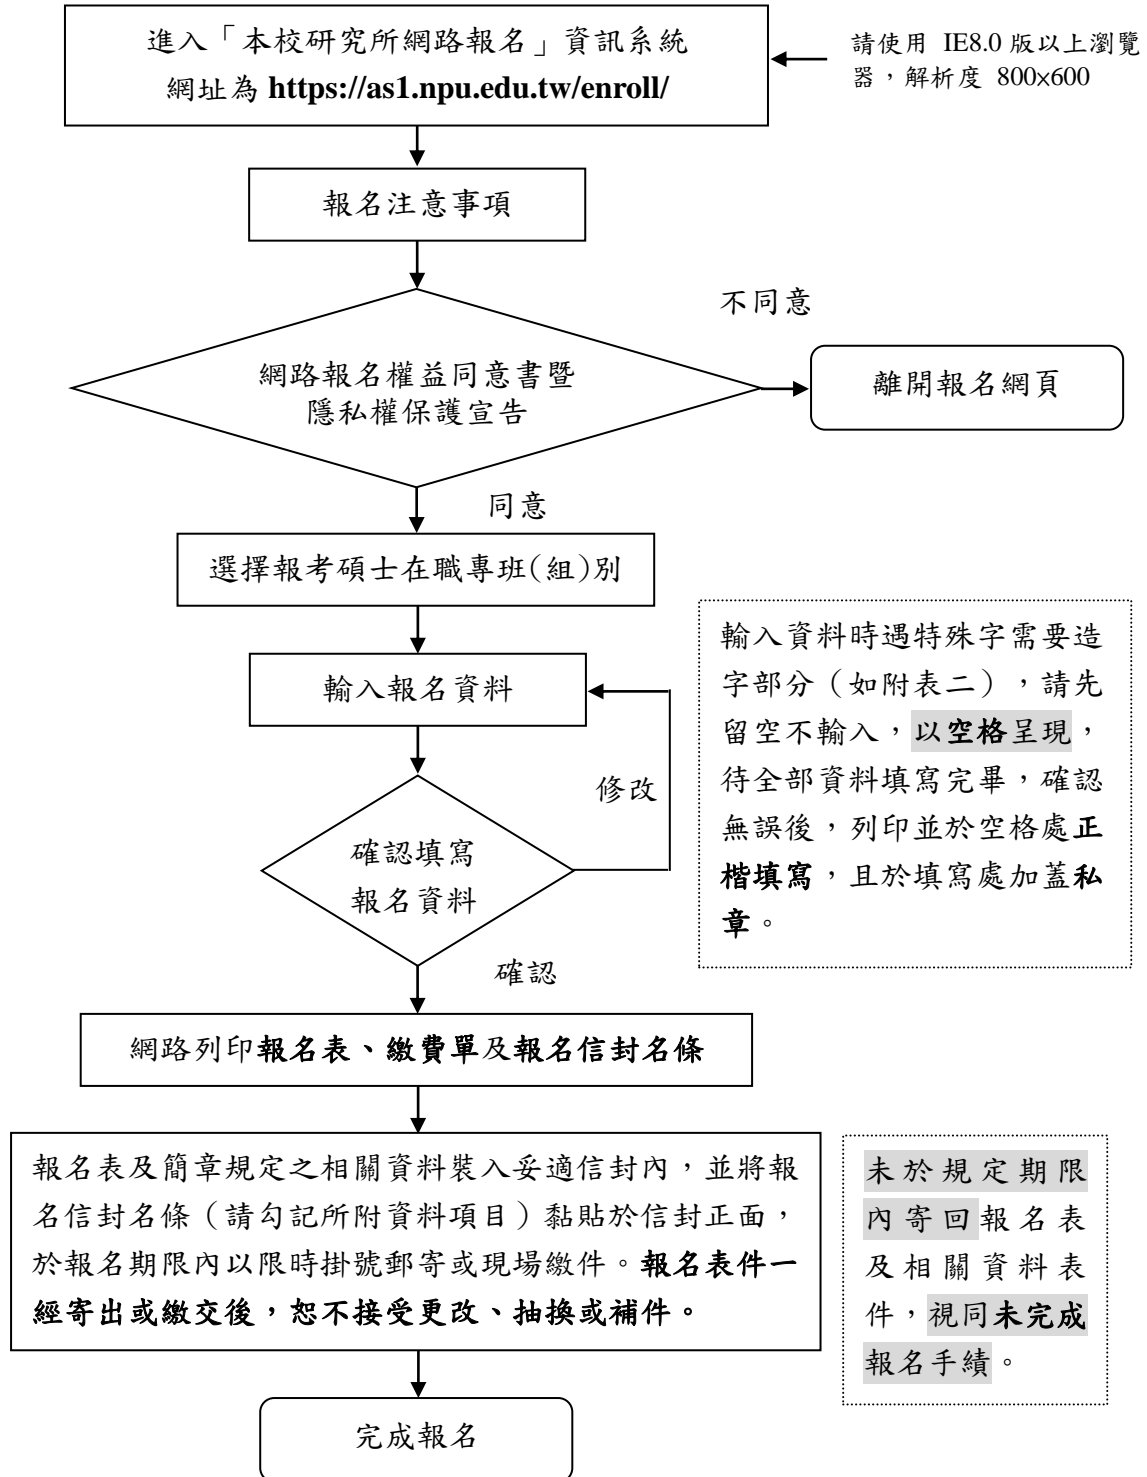 進入「本校研究所網路報名」資訊系統
網址為 https://as1.npu.edu.tw/enroll/
請使用 IE8.0 版以上瀏覽
器，解析度 800×600
報名注意事項
不同意
網路報名權益同意書暨
隱私權保護宣告
離開報名網頁
同意
選擇報考碩士在職專班(組)別
輸入報名資料
輸入資料時遇特殊字需要造
字部分（如附表二），請先
留空不輸入，以空格呈現，
待全部資料填寫完畢，確認
無誤後，列印並於空格處正
楷填寫，且於填寫處加蓋私
章。
修改
確認填寫
報名資料
確認
網路列印報名表、繳費單及報名信封名條
報名表及簡章規定之相關資料裝入妥適信封內，並將報
名信封名條（請勾記所附資料項目）黏貼於信封正面，
於報名期限內以限時掛號郵寄或現場繳件。報名表件一
經寄出或繳交後，恕不接受更改、抽換或補件。
未於規定期限
內寄回報名表
及相關資料表
件，視同未完成
報名手續。
完成報名